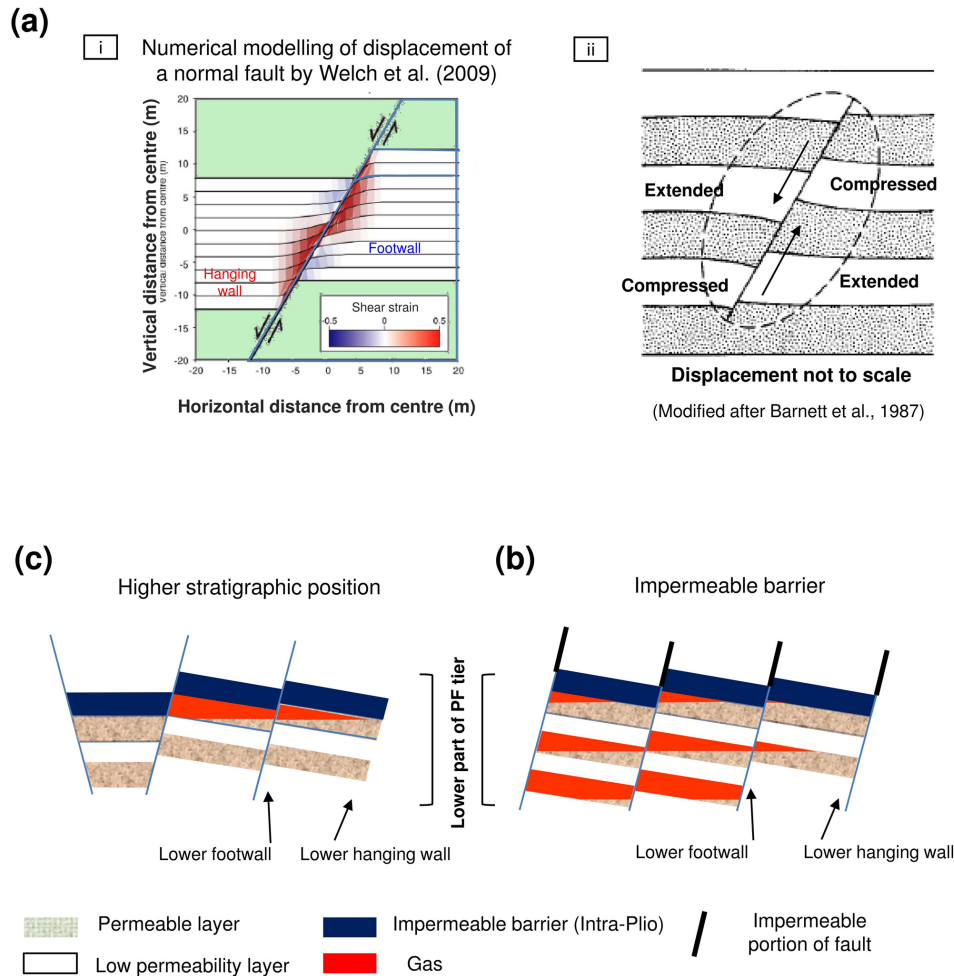 (a)
i
Numerical modelling of displacement of
a normal fault by Welch et al. (2009)
Vertical distance from centre (m)
Vertical distance from centre (m)
20
15
10
5
0
-5
-10
-15
-20
Hanging
wall
Footwall
Shear strain
-0.5
0
0.5
-20
-15
-10
-5
0
5
10
15
20
Horizontal distance from centre (m)
ii
Extended
Compressed
Compressed
Extended
Displacement not to scale
(Modified after Barnett et al., 1987)
(c)
Higher stratigraphic position
Lower footwall
Lower hanging wall
Lower part of PF tier
(b)
Impermeable barrier
Lower footwall
Lower hanging wall
Permeable layer
Low permeability layer
Impermeable barrier (Intra-Plio)
Gas
Impermeable
portion of fault